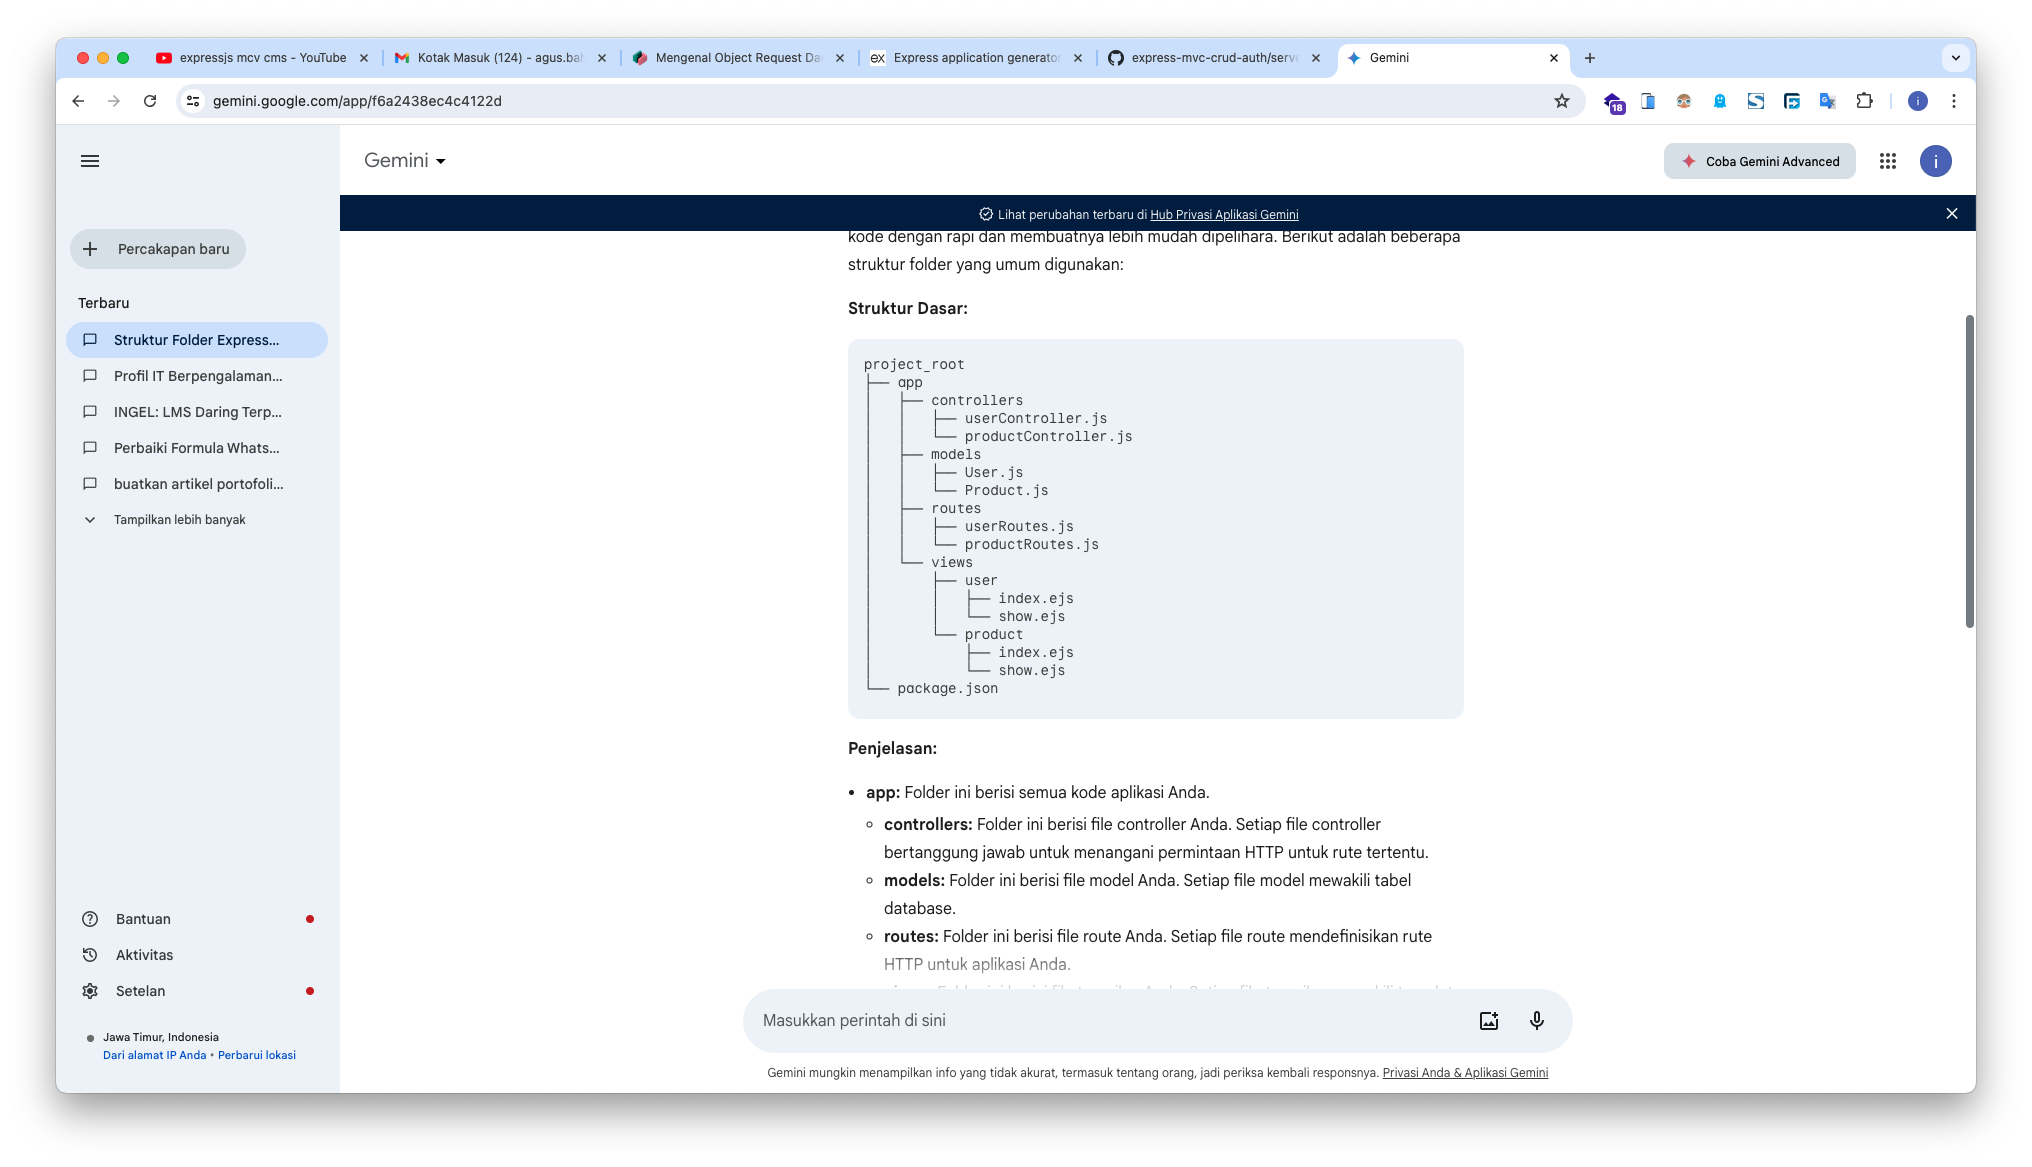 expressjs mcv cms - YouTube
Kotak Masuk (124) - agus.bah
Mengenal Object Request Da
Express application generator
express-mvc-crud-auth/serve
Gemini
gemini.google.com/app/f6a2438ec4c4122d
18
i
Gemini
Coba Gemini Advanced
i
Lihat perubahan terbaru di Hub Privasi Aplikasi Gemini
Percakapan baru
Terbaru
Struktur Folder Express...
Profil IT Berpengalaman...
INGEL: LMS Daring Terp...
Perbaiki Formula Whats...
buatkan artikel portofoli...
Tampilkan lebih banyak
Bantuan
Aktivitas
Setelan
Jawa Timur, Indonesia
Dari alamat IP Anda • Perbarui lokasi
kode dengan rapi dan membuatnya lebih mudah dipelihara. Berikut adalah beberapa
struktur folder yang umum digunakan:
Struktur Dasar:
project_root
├── app
│   ├── controllers
│   │   ├── userController.js
│   │   └── productController.js
│   ├── models
│   │   ├── User.js
│   │   └── Product.js
│   ├── routes
│   │   ├── userRoutes.js
│   │   └── productRoutes.js
│   └── views
│       ├── user
│       │   ├── index.ejs
│       │   └── show.ejs
│       └── product
│           ├── index.ejs
│           └── show.ejs
└── package.json
Penjelasan:
• app: Folder ini berisi semua kode aplikasi Anda.
◦ controllers: Folder ini berisi file controller Anda. Setiap file controller
bertanggung jawab untuk menangani permintaan HTTP untuk rute tertentu.
◦ models: Folder ini berisi file model Anda. Setiap file model mewakili tabel
database.
◦ routes: Folder ini berisi file route Anda. Setiap file route mendefinisikan rute
HTTP untuk aplikasi Anda.
Masukkan perintah di sini
Gemini mungkin menampilkan info yang tidak akurat, termasuk tentang orang, jadi periksa kembali responsnya. Privasi Anda & Aplikasi Gemini